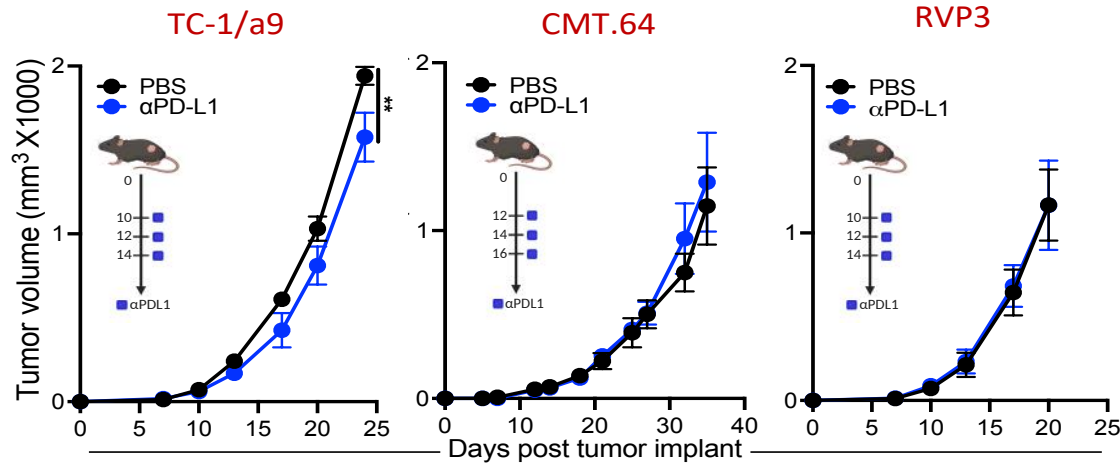 TC-1/a9
CMT.64
RVP3
Tumor volume (mm³ X1000)
2
1
0
PBS
αPD-L1
**
0
10
12
14
αPDL1
0 5 10 15 20 25
2
1
0
PBS
αPD-L1
0
12
14
16
αPDL1
0 10 20 30 40
2
1
0
PBS
αPD-L1
0
10
12
14
αPDL1
0 5 10 15 20 25
Days post tumor implant